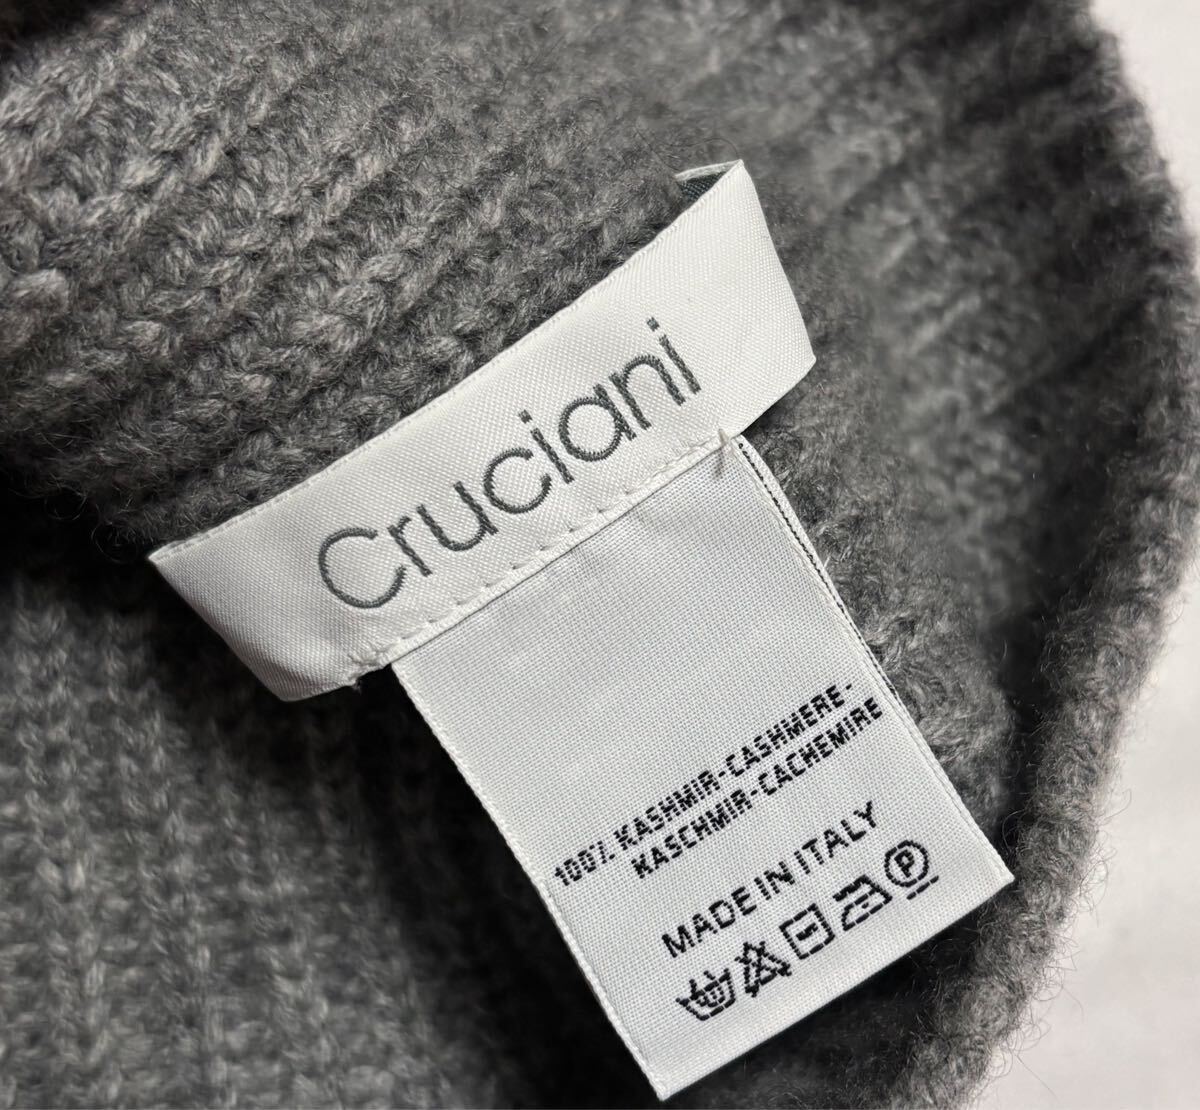 Cruciani
100% KASHMIR-CASHMERE-
KASCHMIR-CACHEMIRE
MADE IN ITALY
P